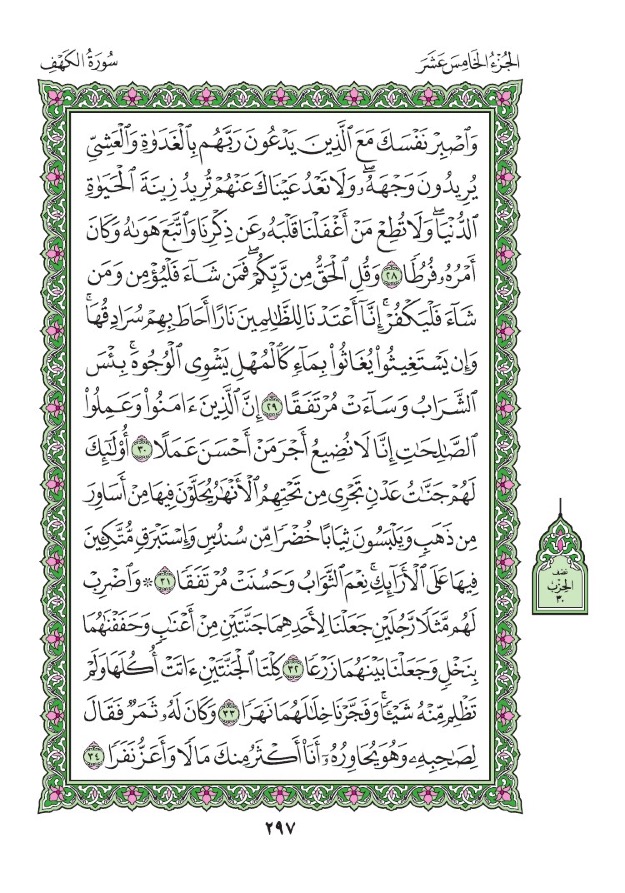 الجُزْءُ الخَامِسَ عَشَرَ
سُورَةُ الكَهْفِ
وَٱصْبِرْ نَفْسَكَ مَعَ ٱلَّذِينَ يَدْعُونَ رَبَّهُم بِٱلْغَدَوٰةِ وَٱلْعَشِىِّ
يُرِيدُونَ وَجْهَهُۥۖ وَلَا تَعْدُ عَيْنَاكَ عَنْهُمْ تُرِيدُ زِينَةَ ٱلْحَيَوٰةِ
ٱلدُّنْيَاۖ وَلَا تُطِعْ مَنْ أَغْفَلْنَا قَلْبَهُۥ عَن ذِكْرِنَا وَٱتَّبَعَ هَوَىٰهُ وَكَانَ
أَمْرُهُۥ فُرُطًا ٢٨ وَقُلِ ٱلْحَقُّ مِن رَّبِّكُمْۖ فَمَن شَآءَ فَلْيُؤْمِن وَمَن
شَآءَ فَلْيَكْفُرْۚ إِنَّآ أَعْتَدْنَا لِلظَّٰلِمِينَ نَارًا أَحَاطَ بِهِمْ سُرَادِقُهَاۚ
وَإِن يَسْتَغِيثُوا۟ يُغَاثُوا۟ بِمَآءٍ كَٱلْمُهْلِ يَشْوِى ٱلْوُجُوهَۚ بِئْسَ
ٱلشَّرَابُ وَسَآءَتْ مُرْتَفَقًا ٢٩ إِنَّ ٱلَّذِينَ ءَامَنُوا۟ وَعَمِلُوا۟
ٱلصَّٰلِحَٰتِ إِنَّا لَا نُضِيعُ أَجْرَ مَنْ أَحْسَنَ عَمَلًا ٣٠ أُو۟لَٰٓئِكَ
لَهُمْ جَنَّٰتُ عَدْنٍ تَجْرِى مِن تَحْتِهِمُ ٱلْأَنْهَٰرُ يُحَلَّوْنَ فِيهَا مِنْ أَسَاوِرَ
مِن ذَهَبٍ وَيَلْبَسُونَ ثِيَابًا خُضْرًا مِّن سُندُسٍ وَإِسْتَبْرَقٍ مُّتَّكِـِٔينَ
فِيهَا عَلَى ٱلْأَرَآئِكِۚ نِعْمَ ٱلثَّوَابُ وَحَسُنَتْ مُرْتَفَقًا ٣١ ۞ وَٱضْرِبْ
لَهُم مَّثَلًا رَّجُلَيْنِ جَعَلْنَا لِأَحَدِهِمَا جَنَّتَيْنِ مِنْ أَعْنَٰبٍ وَحَفَفْنَٰهُمَا
بِنَخْلٍ وَجَعَلْنَا بَيْنَهُمَا زَرْعًا ٣٢ كِلْتَا ٱلْجَنَّتَيْنِ ءَاتَتْ أُكُلَهَا وَلَمْ
تَظْلِم مِّنْهُ شَيْـًٔاۚ وَفَجَّرْنَا خِلَٰلَهُمَا نَهَرًا ٣٣ وَكَانَ لَهُۥ ثَمَرٌ فَقَالَ
لِصَٰحِبِهِۦ وَهُوَ يُحَاوِرُهُۥٓ أَنَا۠ أَكْثَرُ مِنكَ مَالًا وَأَعَزُّ نَفَرًا ٣٤
نصف
الحِزْب
٣٠
٢٩٧